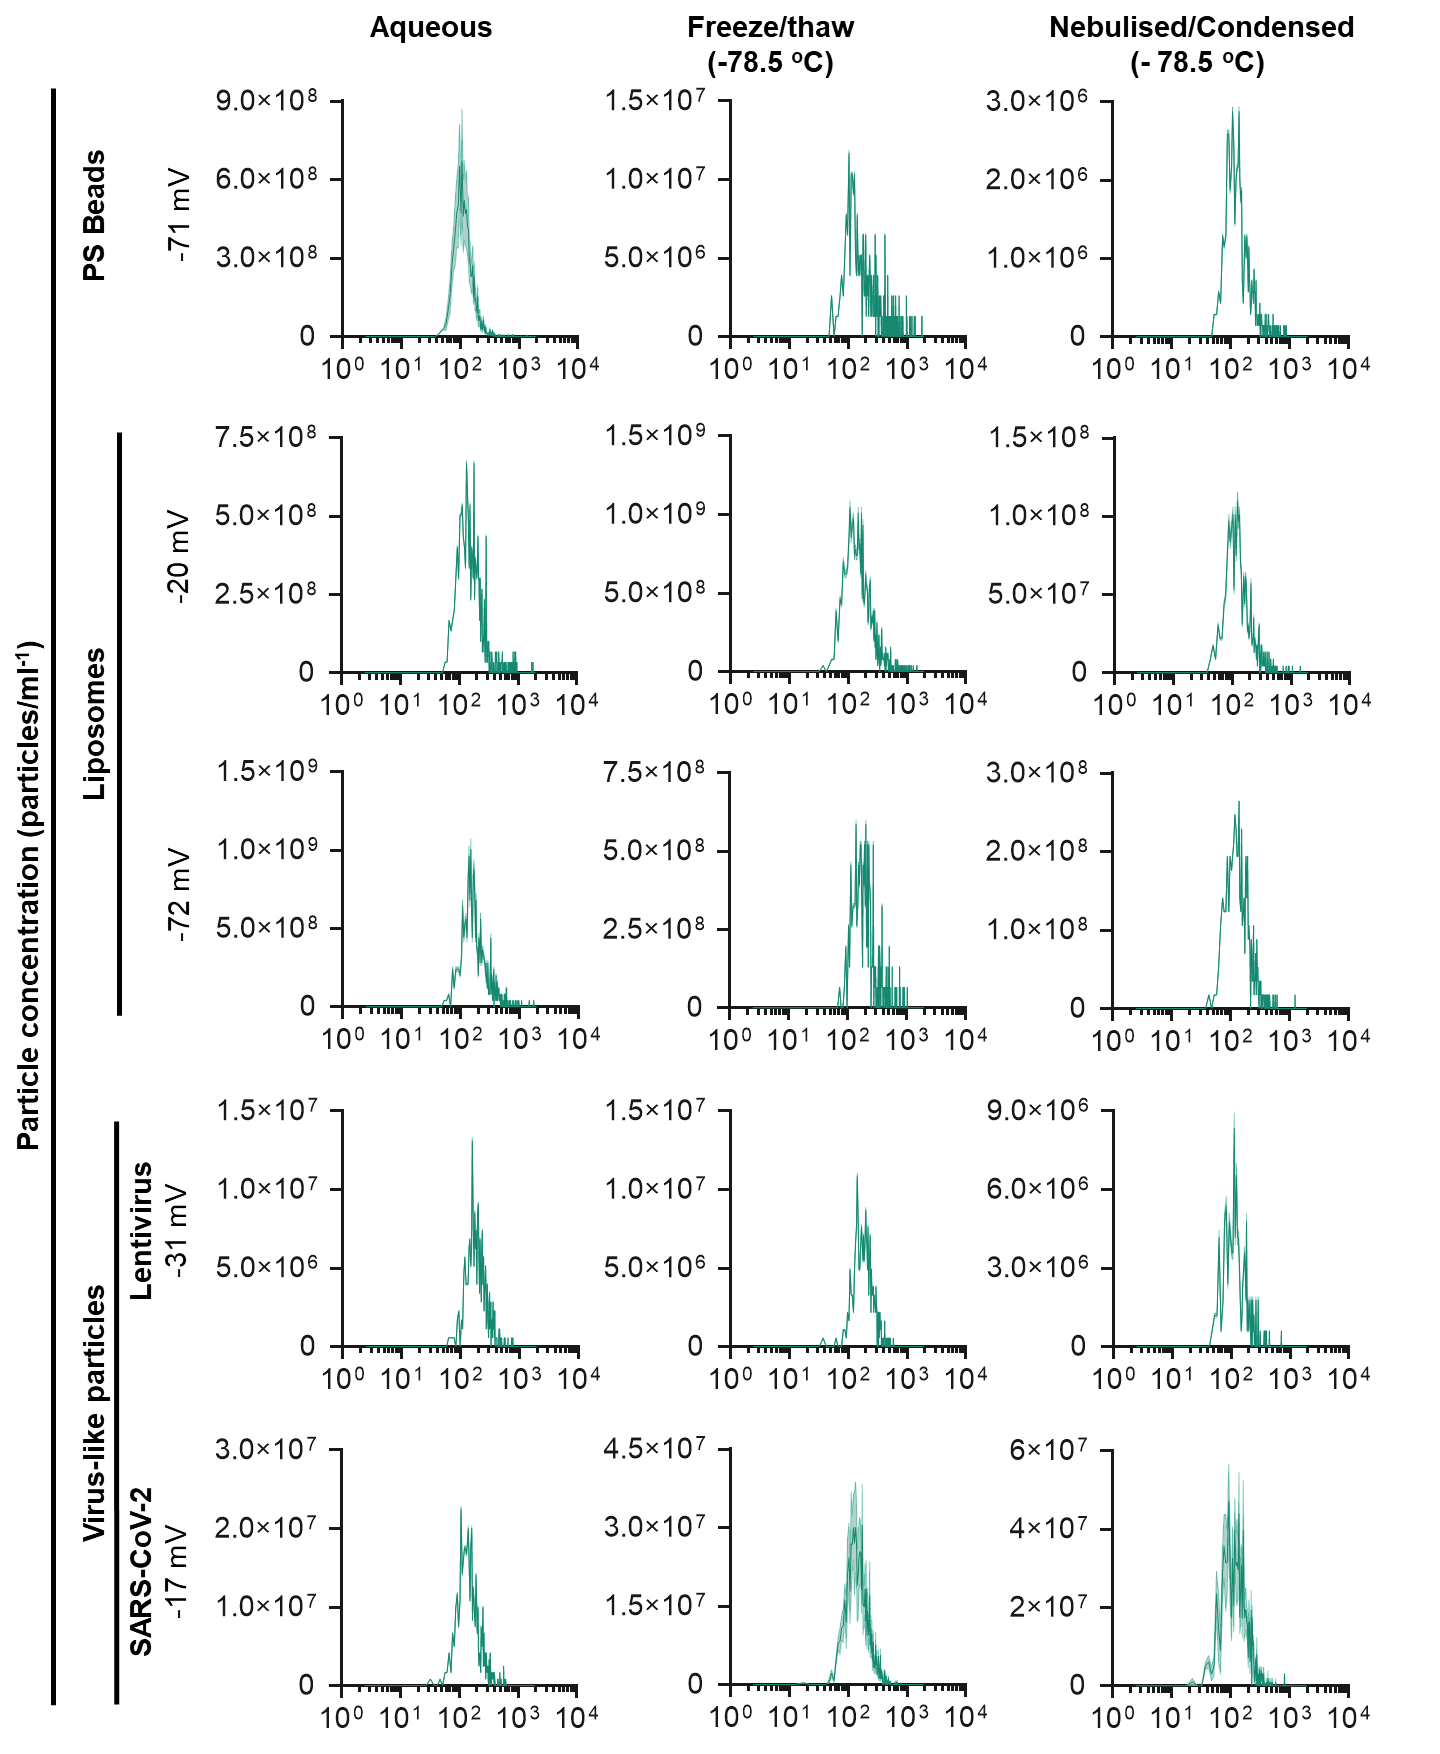 Aqueous
Freeze/thaw
(-78.5 ºC)
Nebulised/Condensed
(- 78.5 ºC)
Particle concentration (particles/ml⁻¹)
PS Beads
-71 mV
9.0×10⁸
6.0×10⁸
3.0×10⁸
0
10⁰ 10¹ 10² 10³ 10⁴
1.5×10⁷
1.0×10⁷
5.0×10⁶
0
10⁰ 10¹ 10² 10³ 10⁴
3.0×10⁶
2.0×10⁶
1.0×10⁶
0
10⁰ 10¹ 10² 10³ 10⁴
Liposomes
-20 mV
7.5×10⁸
5.0×10⁸
2.5×10⁸
0
10⁰ 10¹ 10² 10³ 10⁴
1.5×10⁹
1.0×10⁹
5.0×10⁸
0
10⁰ 10¹ 10² 10³ 10⁴
1.5×10⁸
1.0×10⁸
5.0×10⁷
0
10⁰ 10¹ 10² 10³ 10⁴
-72 mV
1.5×10⁹
1.0×10⁹
5.0×10⁸
0
10⁰ 10¹ 10² 10³ 10⁴
7.5×10⁸
5.0×10⁸
2.5×10⁸
0
10⁰ 10¹ 10² 10³ 10⁴
3.0×10⁸
2.0×10⁸
1.0×10⁸
0
10⁰ 10¹ 10² 10³ 10⁴
Virus-like particles
Lentivirus
-31 mV
1.5×10⁷
1.0×10⁷
5.0×10⁶
0
10⁰ 10¹ 10² 10³ 10⁴
1.5×10⁷
1.0×10⁷
5.0×10⁶
0
10⁰ 10¹ 10² 10³ 10⁴
9.0×10⁶
6.0×10⁶
3.0×10⁶
0
10⁰ 10¹ 10² 10³ 10⁴
SARS-CoV-2
-17 mV
3.0×10⁷
2.0×10⁷
1.0×10⁷
0
10⁰ 10¹ 10² 10³ 10⁴
4.5×10⁷
3.0×10⁷
1.5×10⁷
0
10⁰ 10¹ 10² 10³ 10⁴
6×10⁷
4×10⁷
2×10⁷
0
10⁰ 10¹ 10² 10³ 10⁴